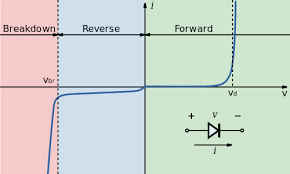 i
Breakdown Reverse Forward
Vbr
Vd
v
+ V −
i